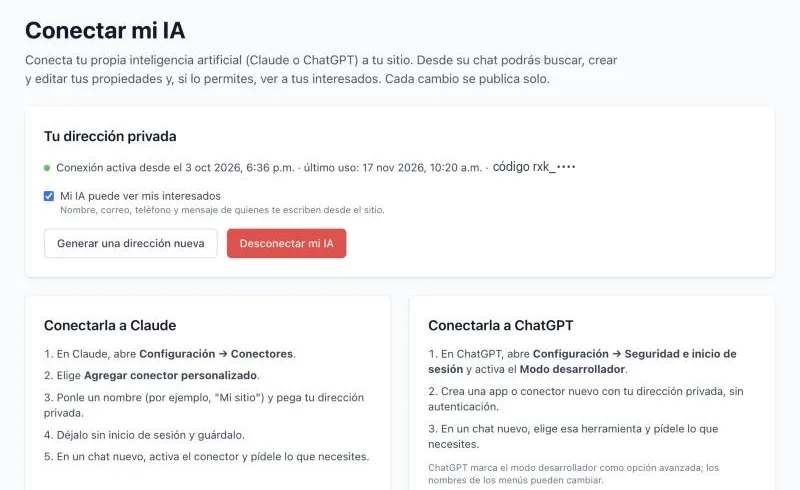 Conectar mi IA
Conecta tu propia inteligencia artificial (Claude o ChatGPT) a tu sitio. Desde su chat podrás buscar, crear
y editar tus propiedades y, si lo permites, ver a tus interesados. Cada cambio se publica solo.
Tu dirección privada
Conexión activa desde el 3 oct 2026, 6:36 p.m. · último uso: 17 nov 2026, 10:20 a.m. · código rxk_····
Mi IA puede ver mis interesados
Nombre, correo, teléfono y mensaje de quienes te escriben desde el sitio.
Generar una dirección nueva
Desconectar mi IA
Conectarla a Claude
1. En Claude, abre Configuración → Conectores.
2. Elige Agregar conector personalizado.
3. Ponle un nombre (por ejemplo, "Mi sitio") y pega tu dirección
privada.
4. Déjalo sin inicio de sesión y guárdalo.
5. En un chat nuevo, activa el conector y pídele lo que necesites.
Conectarla a ChatGPT
1. En ChatGPT, abre Configuración → Seguridad e inicio de
sesión y activa el Modo desarrollador.
2. Crea una app o conector nuevo con tu dirección privada, sin
autenticación.
3. En un chat nuevo, elige esa herramienta y pídele lo que
necesites.
ChatGPT marca el modo desarrollador como opción avanzada; los
nombres de los menús pueden cambiar.